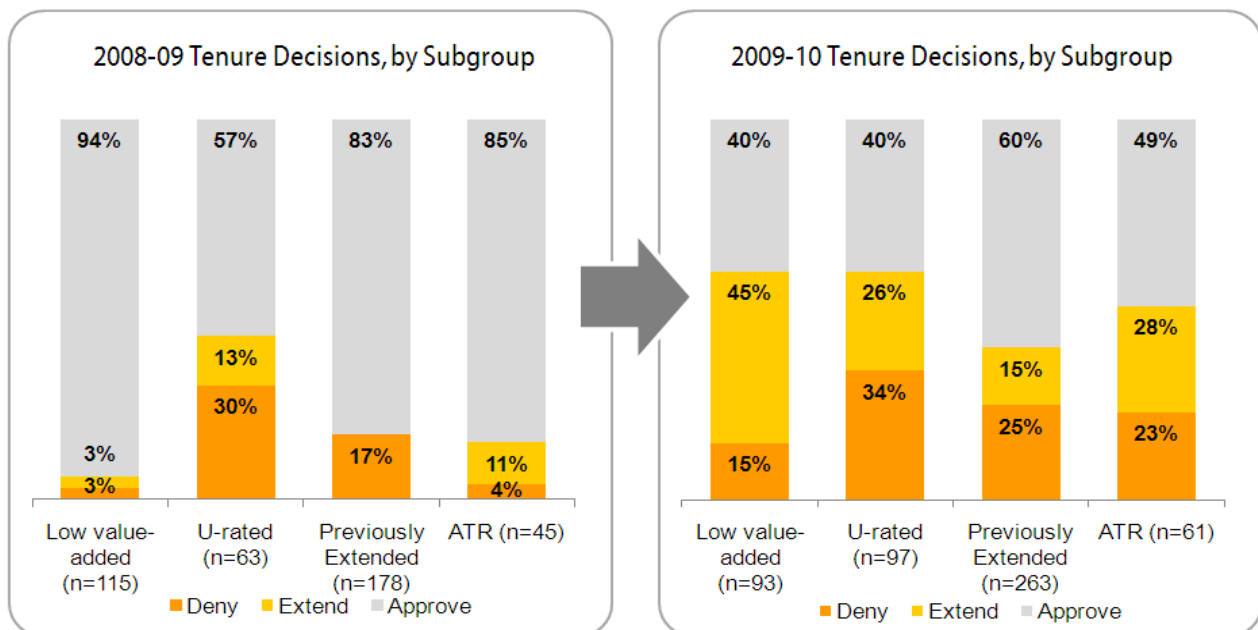 2008-09 Tenure Decisions, by Subgroup
94%
57%
83%
85%
13%
30%
17%
11%
3%
3%
4%
Low value-
added
(n=115)
U-rated
(n=63)
Previously
Extended
(n=178)
ATR (n=45)
Deny Extend Approve
2009-10 Tenure Decisions, by Subgroup
40%
40%
60%
49%
45%
26%
28%
15%
34%
25%
23%
15%
Low value-
added
(n=93)
U-rated
(n=97)
Previously
Extended
(n=263)
ATR (n=61)
Deny Extend Approve